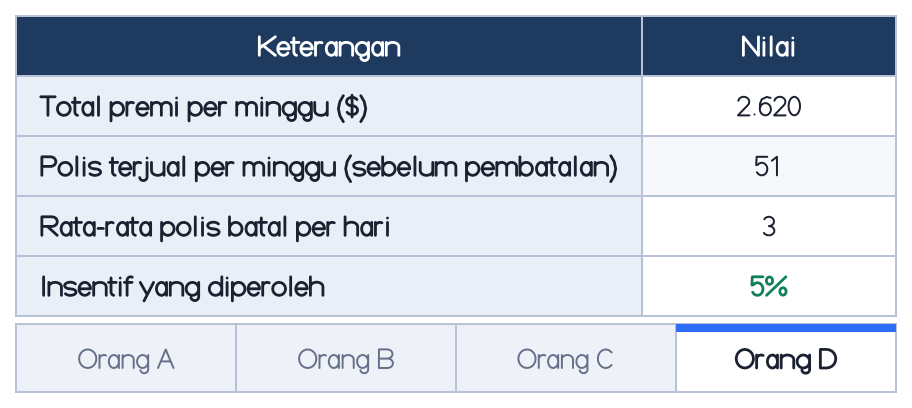 Keterangan Nilai
Total premi per minggu ($) 2.620
Polis terjual per minggu (sebelum pembatalan) 51
Rata-rata polis batal per hari 3
Insentif yang diperoleh 5%
Orang A Orang B Orang C Orang D